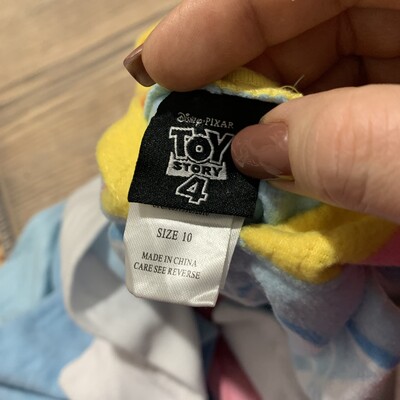 Disney·PIXAR
TOY
STORY
4
SIZE 10
MADE IN CHINA
CARE SEE REVERSE